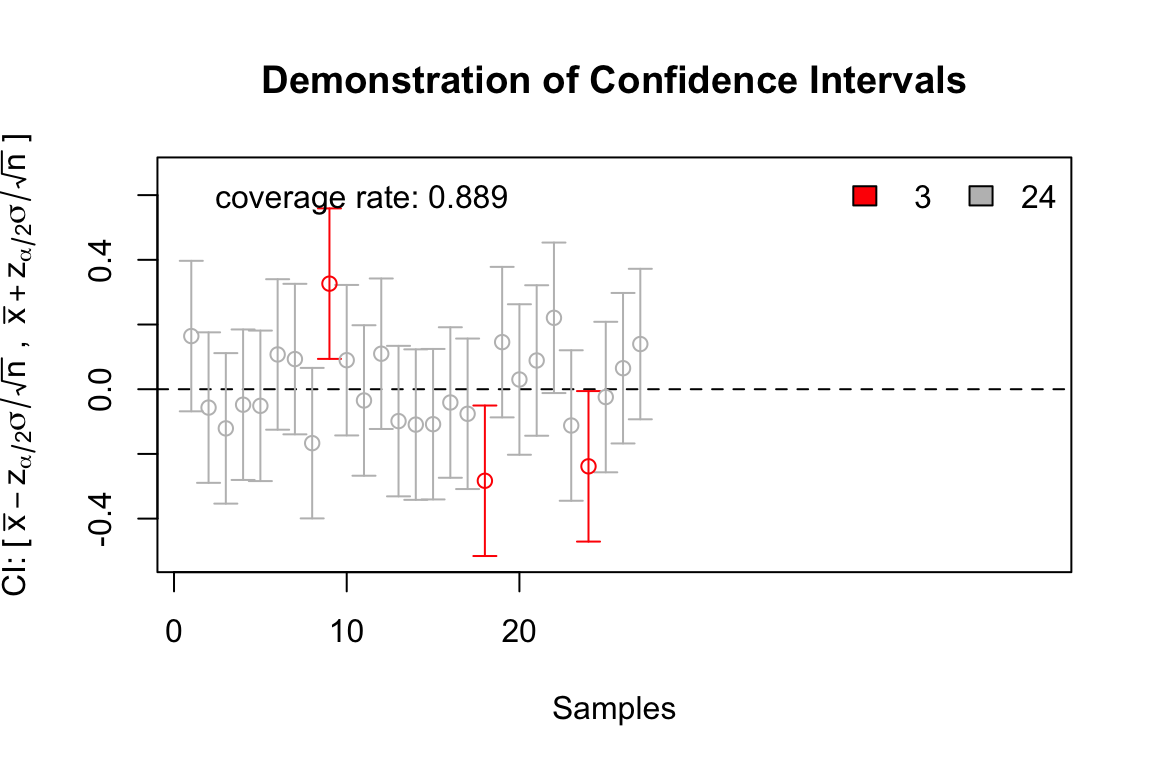 Demonstration of Confidence Intervals
coverage rate: 0.889
3
24
CI: [ x̅ − zα/2σ/√n , x̅ + zα/2σ/√n ]
0.4
0.0
-0.4
0
10
20
Samples